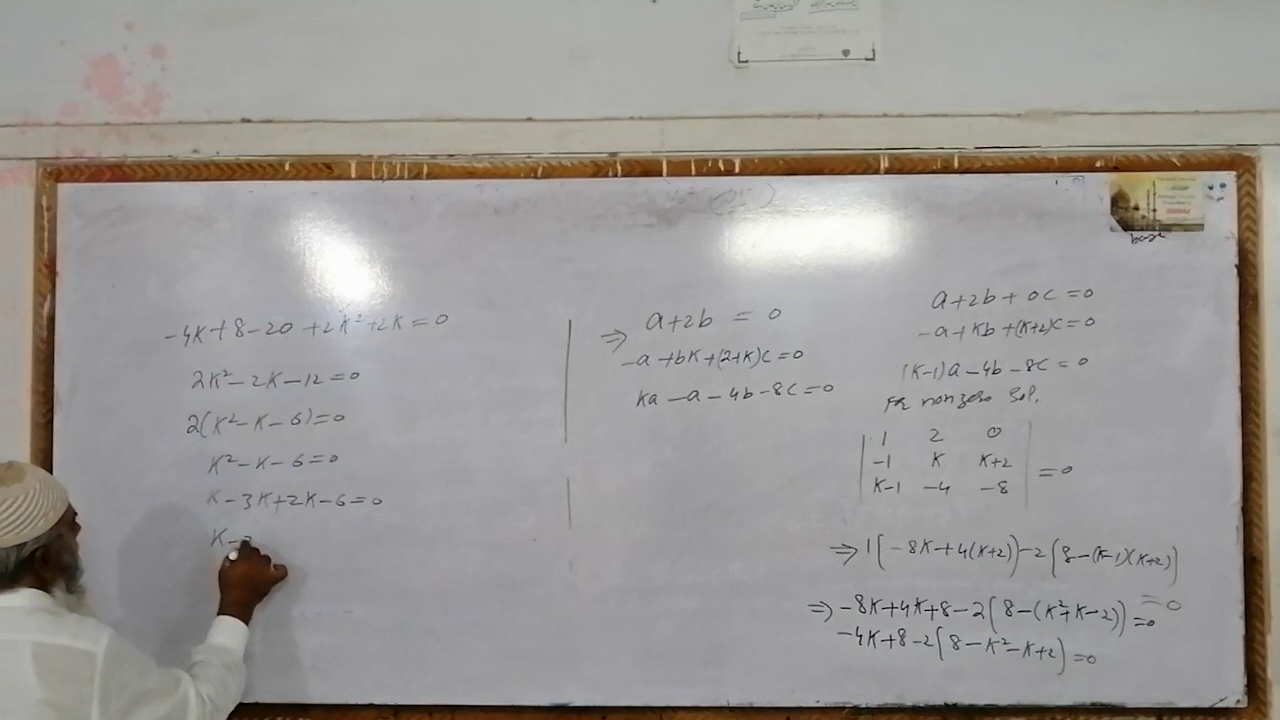 -4K+8-20+2K²+2K=0
2K²-2K-12=0
2(K²-K-6)=0
K²-K-6=0
K-3K+2K-6=0
K-3
⇒ a+2b = 0
-a+bK+(2+K)C=0
Ka-a-4b-8C=0
a+2b+0C=0
-a+Kb+(K+2)C=0
(K-1)a-4b-8C=0
For nonzero Sol.
1 2 0
-1 K K+2 =0
K-1 -4 -8
⇒ 1[-8K+4(K+2)]-2[8-(K-1)(K+2)]
=0
⇒ -8K+4K+8-2[8-(K²+K-2)]=0
-4K+8-2[8-K²-K+2]=0